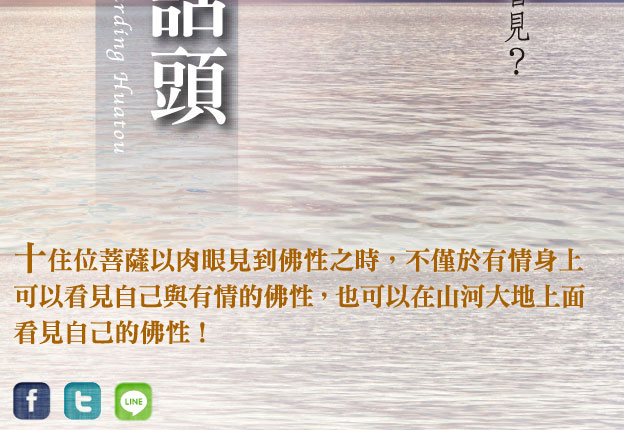 見？
話頭
rding Huatou
十住位菩薩以肉眼見到佛性之時，不僅於有情身上
可以看見自己與有情的佛性，也可以在山河大地上面
看見自己的佛性！
f t LINE